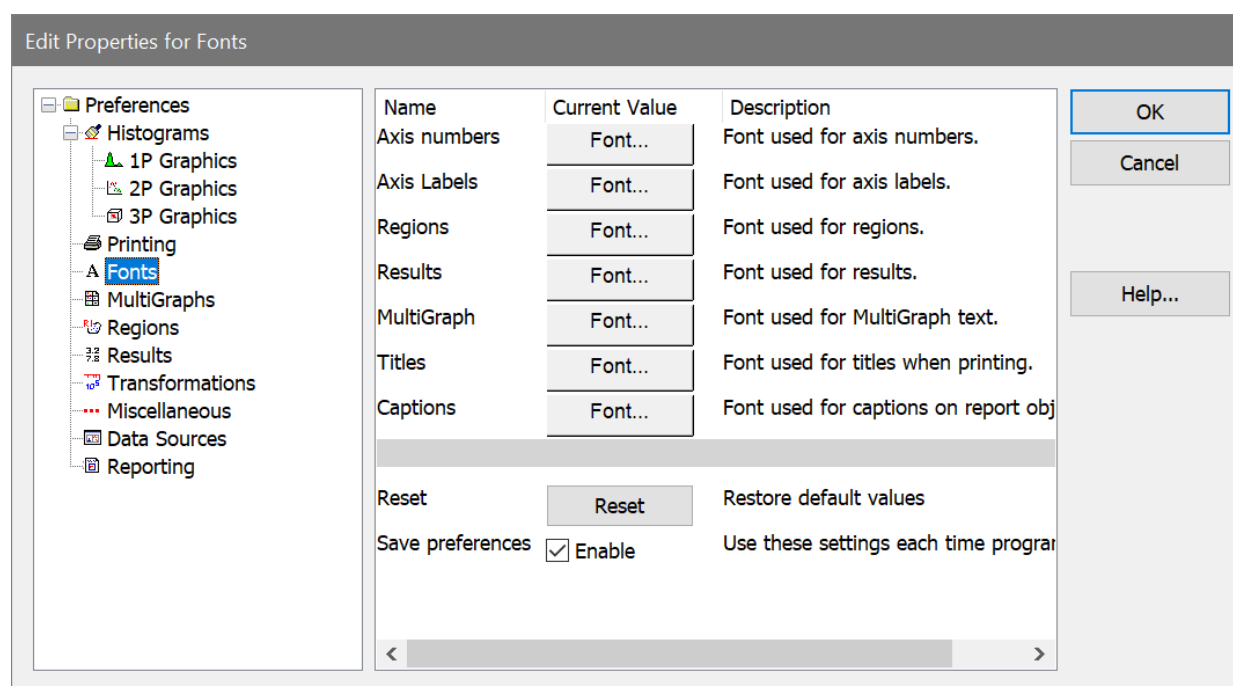 Edit Properties for Fonts
Preferences
Histograms
1P Graphics
2P Graphics
3P Graphics
Printing
A Fonts
MultiGraphs
Regions
Results
Transformations
Miscellaneous
Data Sources
Reporting
Name Current Value Description
Axis numbers Font... Font used for axis numbers.
Axis Labels Font... Font used for axis labels.
Regions Font... Font used for regions.
Results Font... Font used for results.
MultiGraph Font... Font used for MultiGraph text.
Titles Font... Font used for titles when printing.
Captions Font... Font used for captions on report obj
Reset Reset Restore default values
Save preferences Enable Use these settings each time prograr
OK
Cancel
Help...